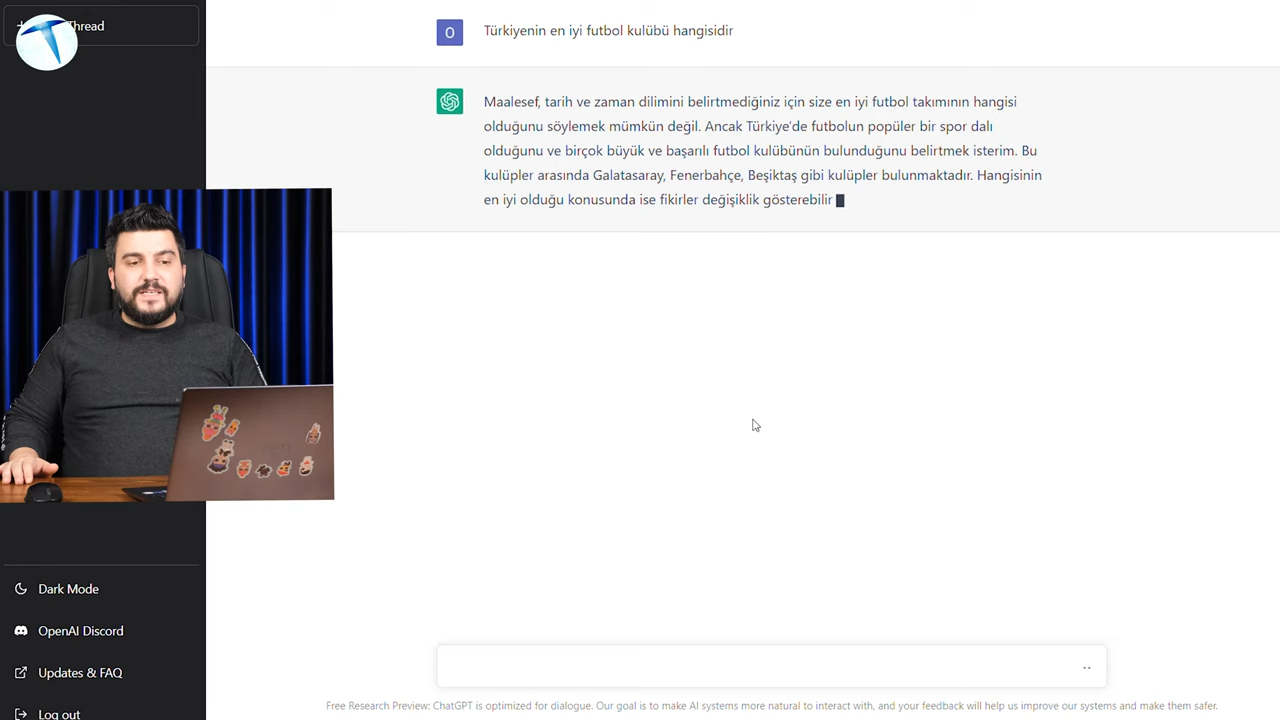 Thread
O
Türkiyenin en iyi futbol kulübü hangisidir
Maalesef, tarih ve zaman dilimini belirtmediğiniz için size en iyi futbol takımının hangisi
olduğunu söylemek mümkün değil. Ancak Türkiye'de futbolun popüler bir spor dalı
olduğunu ve birçok büyük ve başarılı futbol kulübünün bulunduğunu belirtmek isterim. Bu
kulüpler arasında Galatasaray, Fenerbahçe, Beşiktaş gibi kulüpler bulunmaktadır. Hangisinin
en iyi olduğu konusunda ise fikirler değişiklik gösterebilir
Dark Mode
OpenAI Discord
Updates & FAQ
Log out
Free Research Preview: ChatGPT is optimized for dialogue. Our goal is to make AI systems more natural to interact with, and your feedback will help us improve our systems and make them safer.